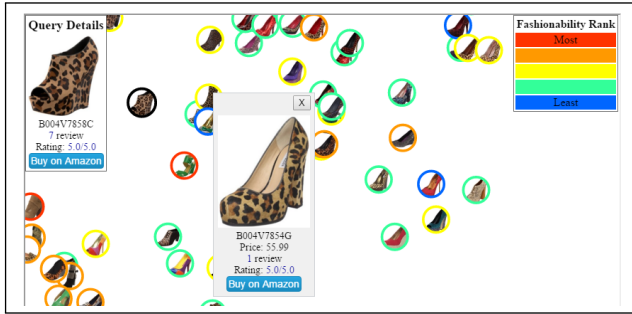 Query Details
B004V7858C
7 review
Rating: 5.0/5.0
Buy on Amazon
X
B004V7854G
Price: 55.99
1 review
Rating: 5.0/5.0
Buy on Amazon
Fashionability Rank
Most
Least